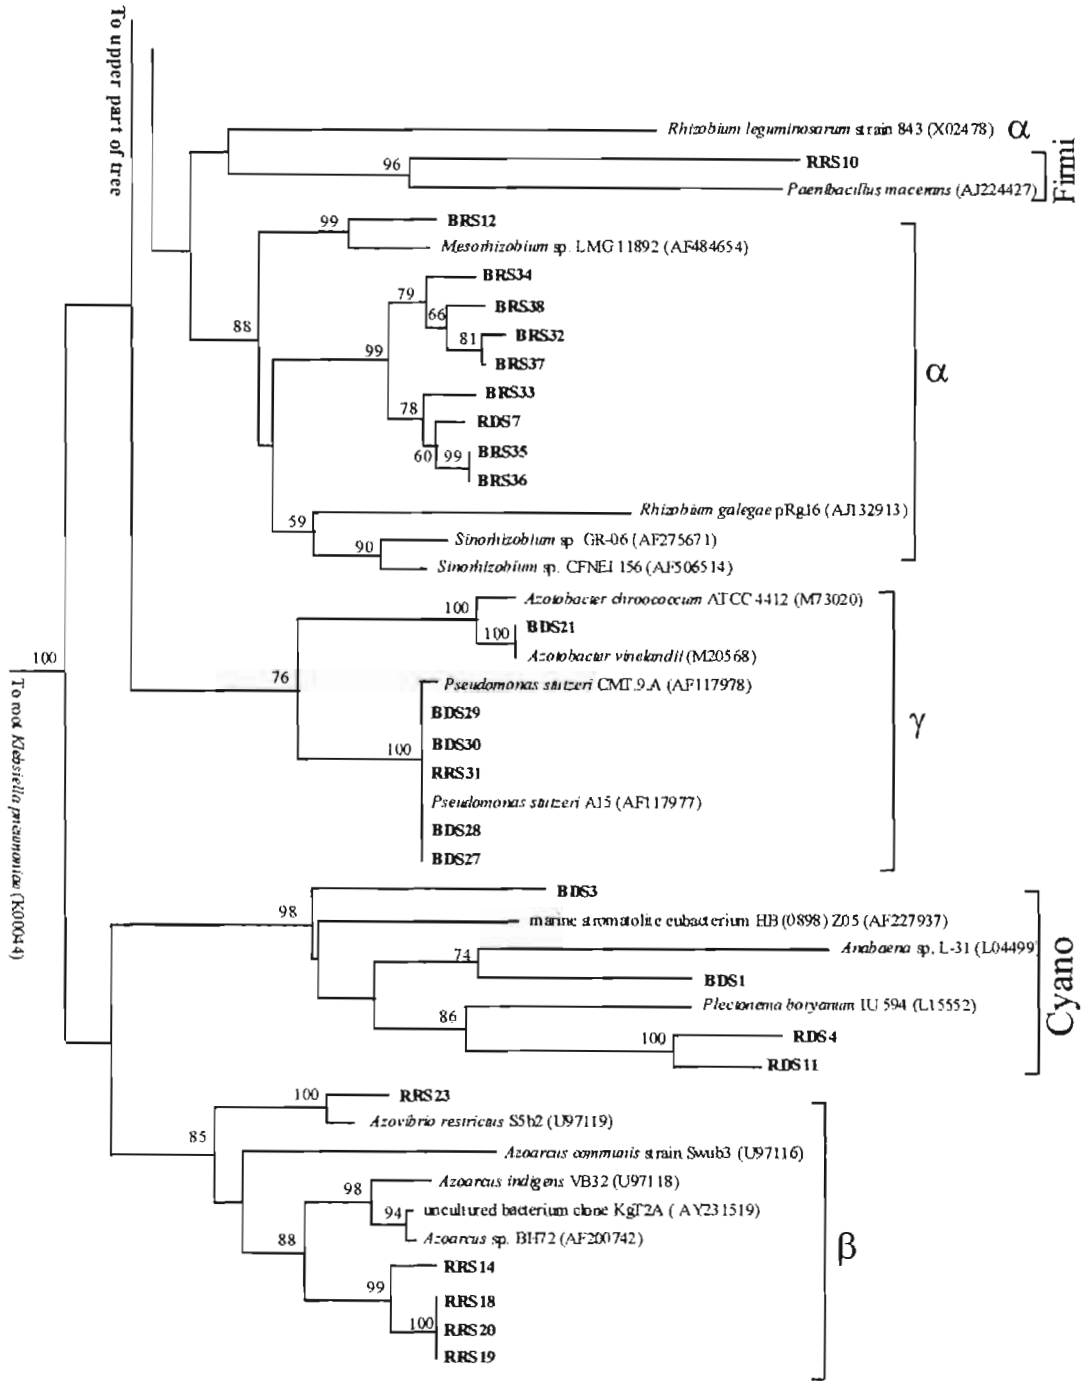 To upper part of tree
Rhizobium leguminosarum strain 843 (X02478) α
96 RRS10
Paenibacillus macerans (AJ224427)
Firmi
99 BRS12
Mesorhizobium sp. LMG 11892 (AF484654)
79 BRS34
66 BRS38
88
81 BRS32
99
BRS37
α
BRS33
78
RDS7
60 99 BRS35
BRS36
Rhizobium galegae pRg16 (AJ132913)
59
90 Sinorhizobium sp. GR-06 (AF275671)
Sinorhizobium sp. CFNEI 156 (AF506514)
100 Azotobacter chroococcum ATCC 4412 (M73020)
100 BDS21
100
Azotobacter vinelandii (M20568)
76
Pseudomonas stutzeri CMT.9.A (AF117978)
BDS29
γ
100 BDS30
RRS31
Pseudomonas stutzeri A15 (AF117977)
BDS28
BDS27
To root Klebsiella pneumoniae (K00044)
BDS3
98
marine stromatolite eubacterium HB (0898) Z05 (AF227937)
74 Anabaena sp. L-31 (L04499)
BDS1
Cyano
86 Plectonema boryanum IU 594 (L15552)
100 RDS4
RDS11
100 RRS23
Azovibrio restrictus S5b2 (U97119)
85
Azoarcus communis strain Swub3 (U97116)
98 Azoarcus indigens VB32 (U97118)
94 uncultured bacterium clone KgT2A ( AY231519)
88 Azoarcus sp. BH72 (AF200742)
β
99 RRS14
RRS18
100 RRS20
RRS19